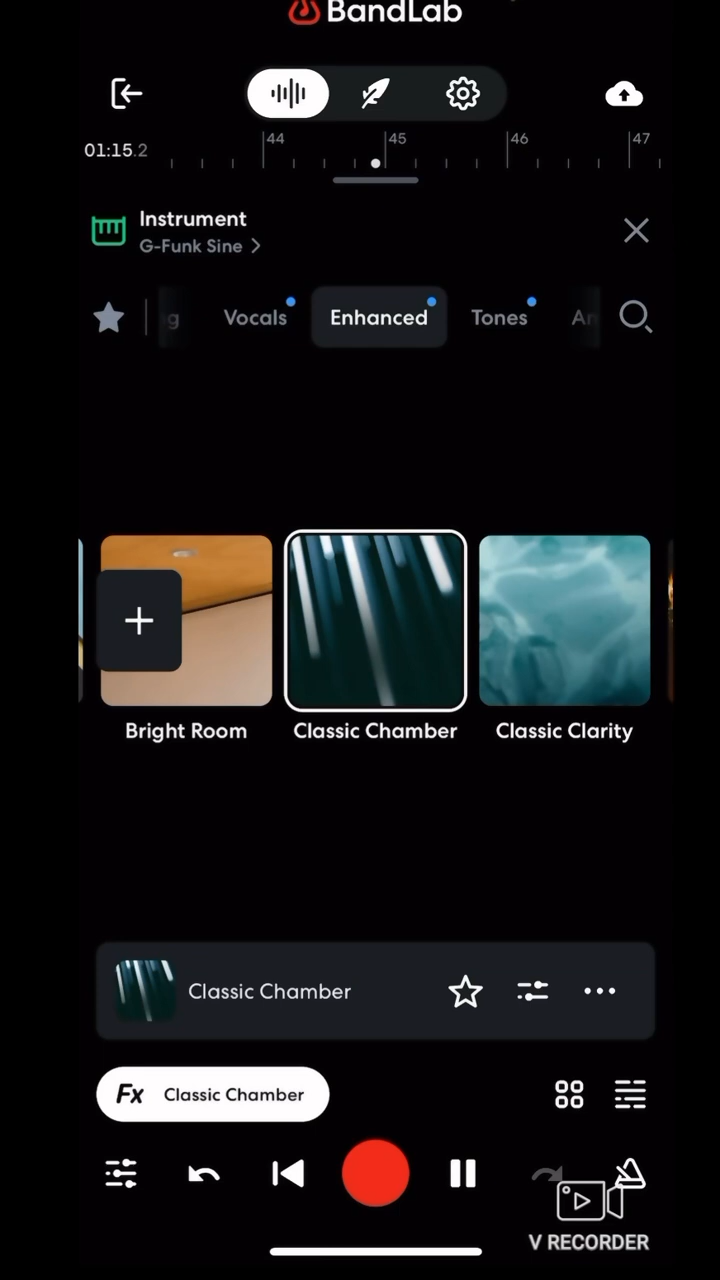 BandLab
01:15.2
44
45
46
47
Instrument
G-Funk Sine
g
Vocals
Enhanced
Tones
An
Bright Room
Classic Chamber
Classic Clarity
Classic Chamber
Fx Classic Chamber
V RECORDER